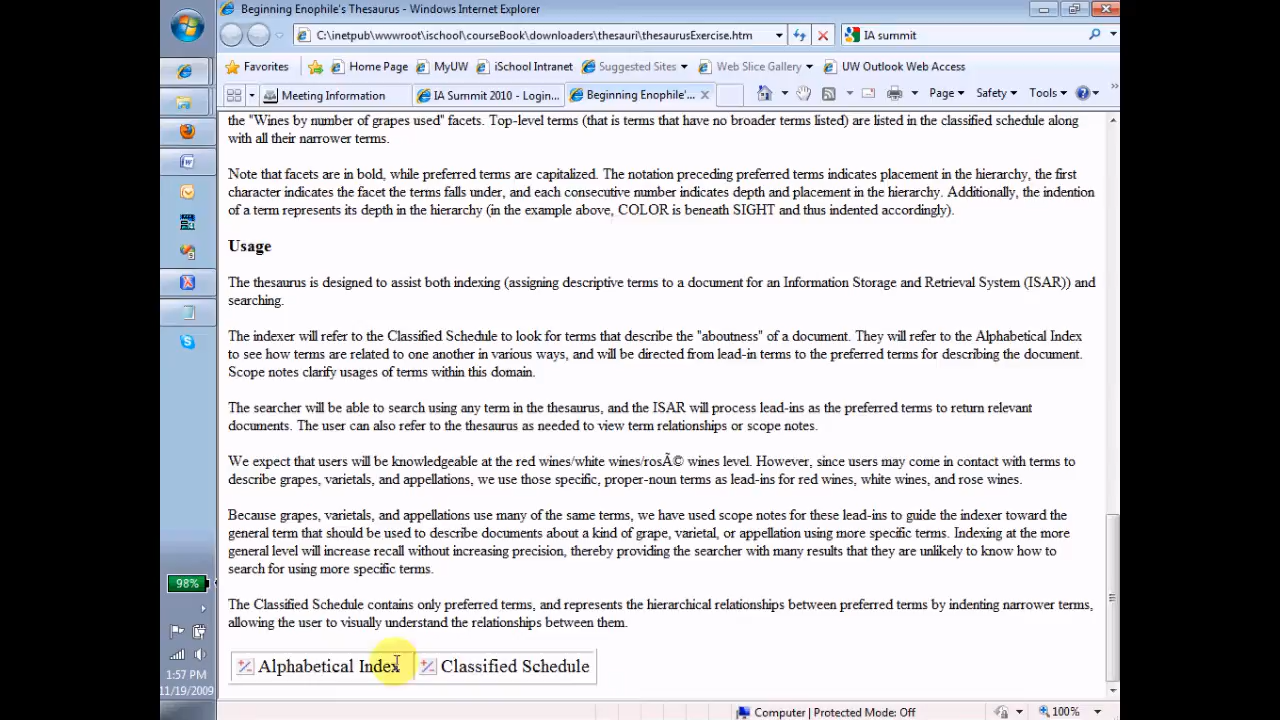 Beginning Enophile's Thesaurus - Windows Internet Explorer
C:\inetpub\wwwroot\ischool\courseBook\downloaders\thesauri\thesaurusExercise.htm
IA summit
Favorites
Home Page
MyUW
iSchool Intranet
Suggested Sites
Web Slice Gallery
UW Outlook Web Access
Meeting Information
IA Summit 2010 - Login...
Beginning Enophile'...
Page
Safety
Tools
the "Wines by number of grapes used" facets. Top-level terms (that is terms that have no broader terms listed) are listed in the classified schedule along
with all their narrower terms.
Note that facets are in bold, while preferred terms are capitalized. The notation preceding preferred terms indicates placement in the hierarchy, the first
character indicates the facet the terms falls under, and each consecutive number indicates depth and placement in the hierarchy. Additionally, the indention
of a term represents its depth in the hierarchy (in the example above, COLOR is beneath SIGHT and thus indented accordingly).
Usage
The thesaurus is designed to assist both indexing (assigning descriptive terms to a document for an Information Storage and Retrieval System (ISAR)) and
searching.
The indexer will refer to the Classified Schedule to look for terms that describe the "aboutness" of a document. They will refer to the Alphabetical Index
to see how terms are related to one another in various ways, and will be directed from lead-in terms to the preferred terms for describing the document.
Scope notes clarify usages of terms within this domain.
The searcher will be able to search using any term in the thesaurus, and the ISAR will process lead-ins as the preferred terms to return relevant
documents. The user can also refer to the thesaurus as needed to view term relationships or scope notes.
We expect that users will be knowledgeable at the red wines/white wines/rosÃ© wines level. However, since users may come in contact with terms to
describe grapes, varietals, and appellations, we use those specific, proper-noun terms as lead-ins for red wines, white wines, and rose wines.
Because grapes, varietals, and appellations use many of the same terms, we have used scope notes for these lead-ins to guide the indexer toward the
general term that should be used to describe documents about a kind of grape, varietal, or appellation using more specific terms. Indexing at the more
general level will increase recall without increasing precision, thereby providing the searcher with many results that they are unlikely to know how to
search for using more specific terms.
The Classified Schedule contains only preferred terms, and represents the hierarchical relationships between preferred terms by indenting narrower terms,
allowing the user to visually understand the relationships between them.
Alphabetical Index
Classified Schedule
98%
1:57 PM
11/19/2009
Computer | Protected Mode: Off
100%